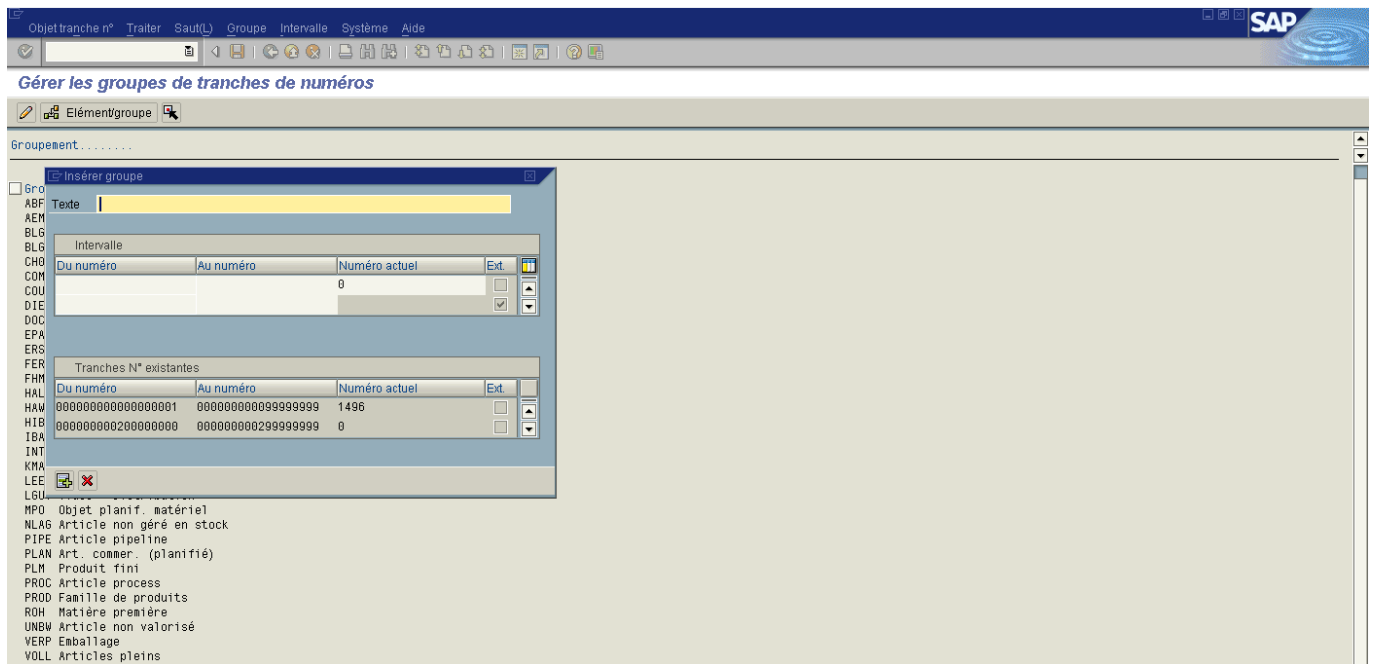 Objet tranche n° Traiter Saut(L) Groupe Intervalle Système Aide
SAP
Gérer les groupes de tranches de numéros
Elément/groupe
Groupement........
Insérer groupe
Gro
ABF Texte
AEM
BLG
BLG Intervalle
CHO Du numéro Au numéro Numéro actuel Ext.
COM 0
COU
DIE
DOC
EPA
ERS
FER Tranches N° existantes
FHM
HAL Du numéro Au numéro Numéro actuel Ext.
HAW 000000000000000001 000000000099999999 1496
HIB 000000000200000000 000000000299999999 0
IBA
INT
KMA
LEE
LGU
MPO Objet planif. matériel
NLAG Article non géré en stock
PIPE Article pipeline
PLAN Art. commer. (planifié)
PLM Produit fini
PROC Article process
PROD Famille de produits
ROH Matière première
UNBW Article non valorisé
VERP Emballage
VOLL Articles pleins